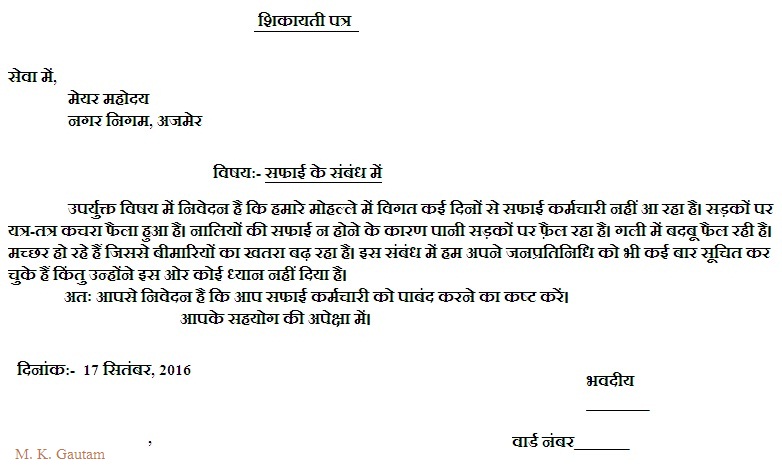 शिकायती पत्र
सेवा में,
मेयर महोदय
नगर निगम, अजमेर
विषय:- सफाई के संबंध में
उपर्युक्त विषय में निवेदन है कि हमारे मोहल्ले में विगत कई दिनों से सफाई कर्मचारी नहीं आ रहा है। सड़कों पर
यत्र-तत्र कचरा फैला हुआ है। नालियों की सफाई न होने के कारण पानी सड़कों पर फ़ैल रहा है। गली में बदबू फैल रही है।
मच्छर हो रहे हैं जिससे बीमारियों का खतरा बढ़ रहा है। इस संबंध में हम अपने जनप्रतिनिधि को भी कई बार सूचित कर
चुके हैं किंतु उन्होंने इस ओर कोई ध्यान नहीं दिया है।
अतः आपसे निवेदन है कि आप सफाई कर्मचारी को पाबंद करने का कष्ट करें।
आपके सहयोग की अपेक्षा में।
दिनांक:- 17 सितंबर, 2016
भवदीय
_______
, वार्ड नंबर______
M. K. Gautam